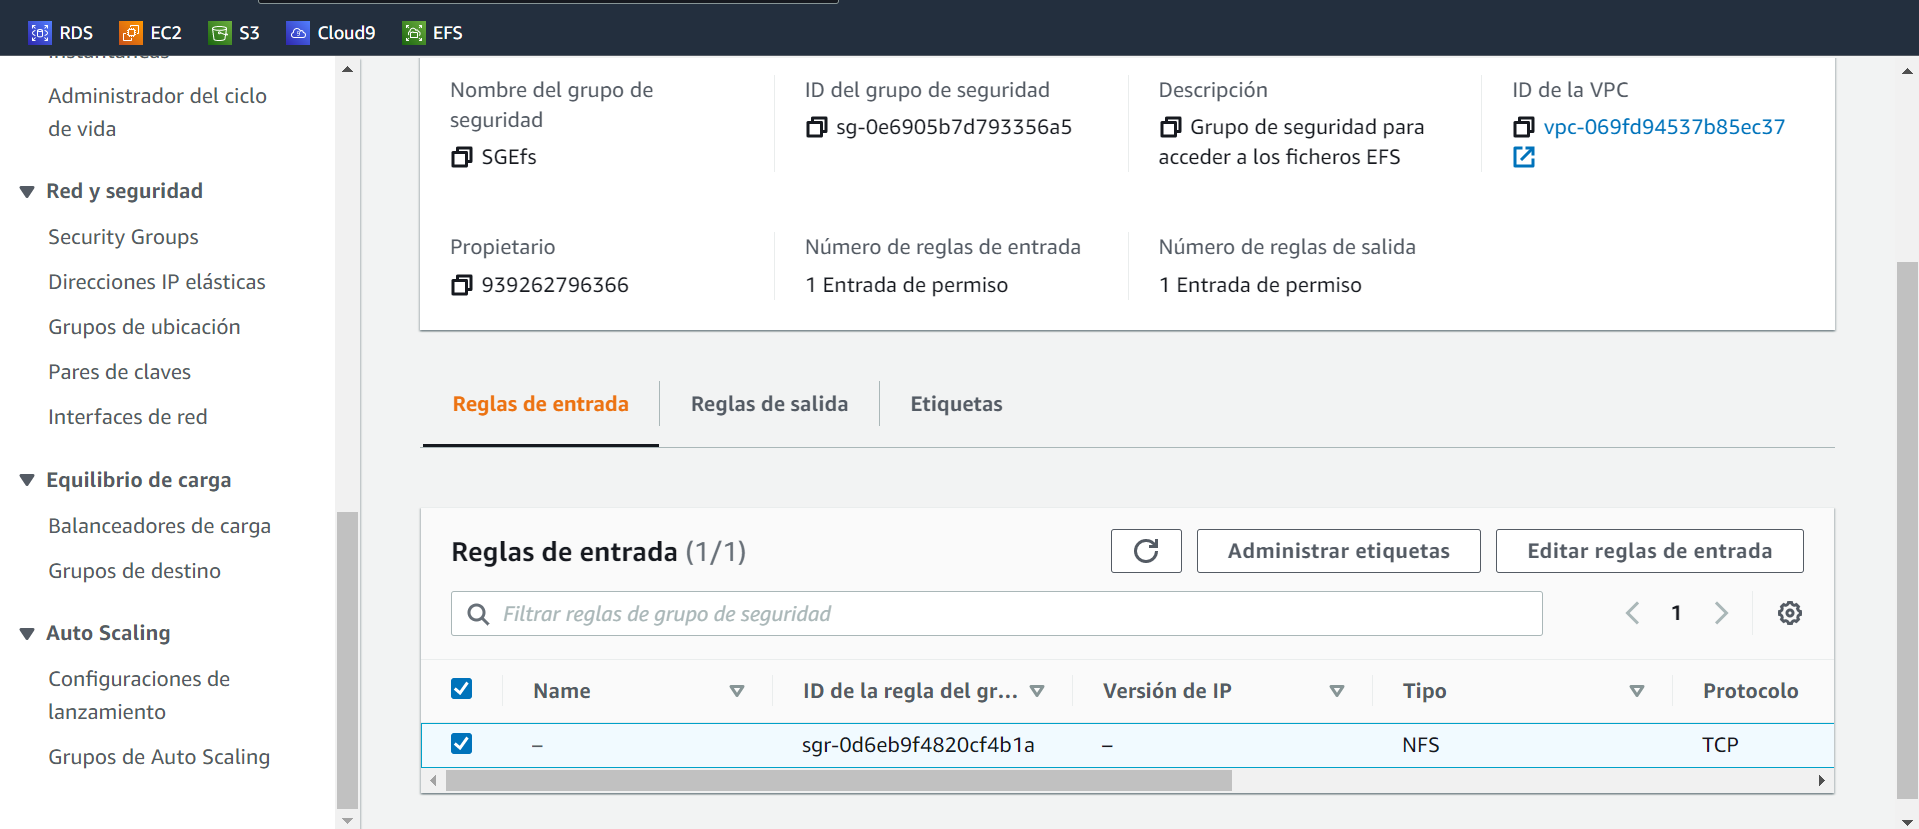 RDS EC2 S3 Cloud9 EFS
Instantáneas
Administrador del ciclo
de vida
Red y seguridad
Security Groups
Direcciones IP elásticas
Grupos de ubicación
Pares de claves
Interfaces de red
Equilibrio de carga
Balanceadores de carga
Grupos de destino
Auto Scaling
Configuraciones de
lanzamiento
Grupos de Auto Scaling
Nombre del grupo de
seguridad
SGEfs
ID del grupo de seguridad
sg-0e6905b7d793356a5
Descripción
Grupo de seguridad para
acceder a los ficheros EFS
ID de la VPC
vpc-069fd94537b85ec37
Propietario
939262796366
Número de reglas de entrada
1 Entrada de permiso
Número de reglas de salida
1 Entrada de permiso
Reglas de entrada Reglas de salida Etiquetas
Reglas de entrada (1/1) Administrar etiquetas Editar reglas de entrada
Filtrar reglas de grupo de seguridad 1
Name ID de la regla del gr... Versión de IP Tipo Protocolo
– sgr-0d6eb9f4820cf4b1a – NFS TCP